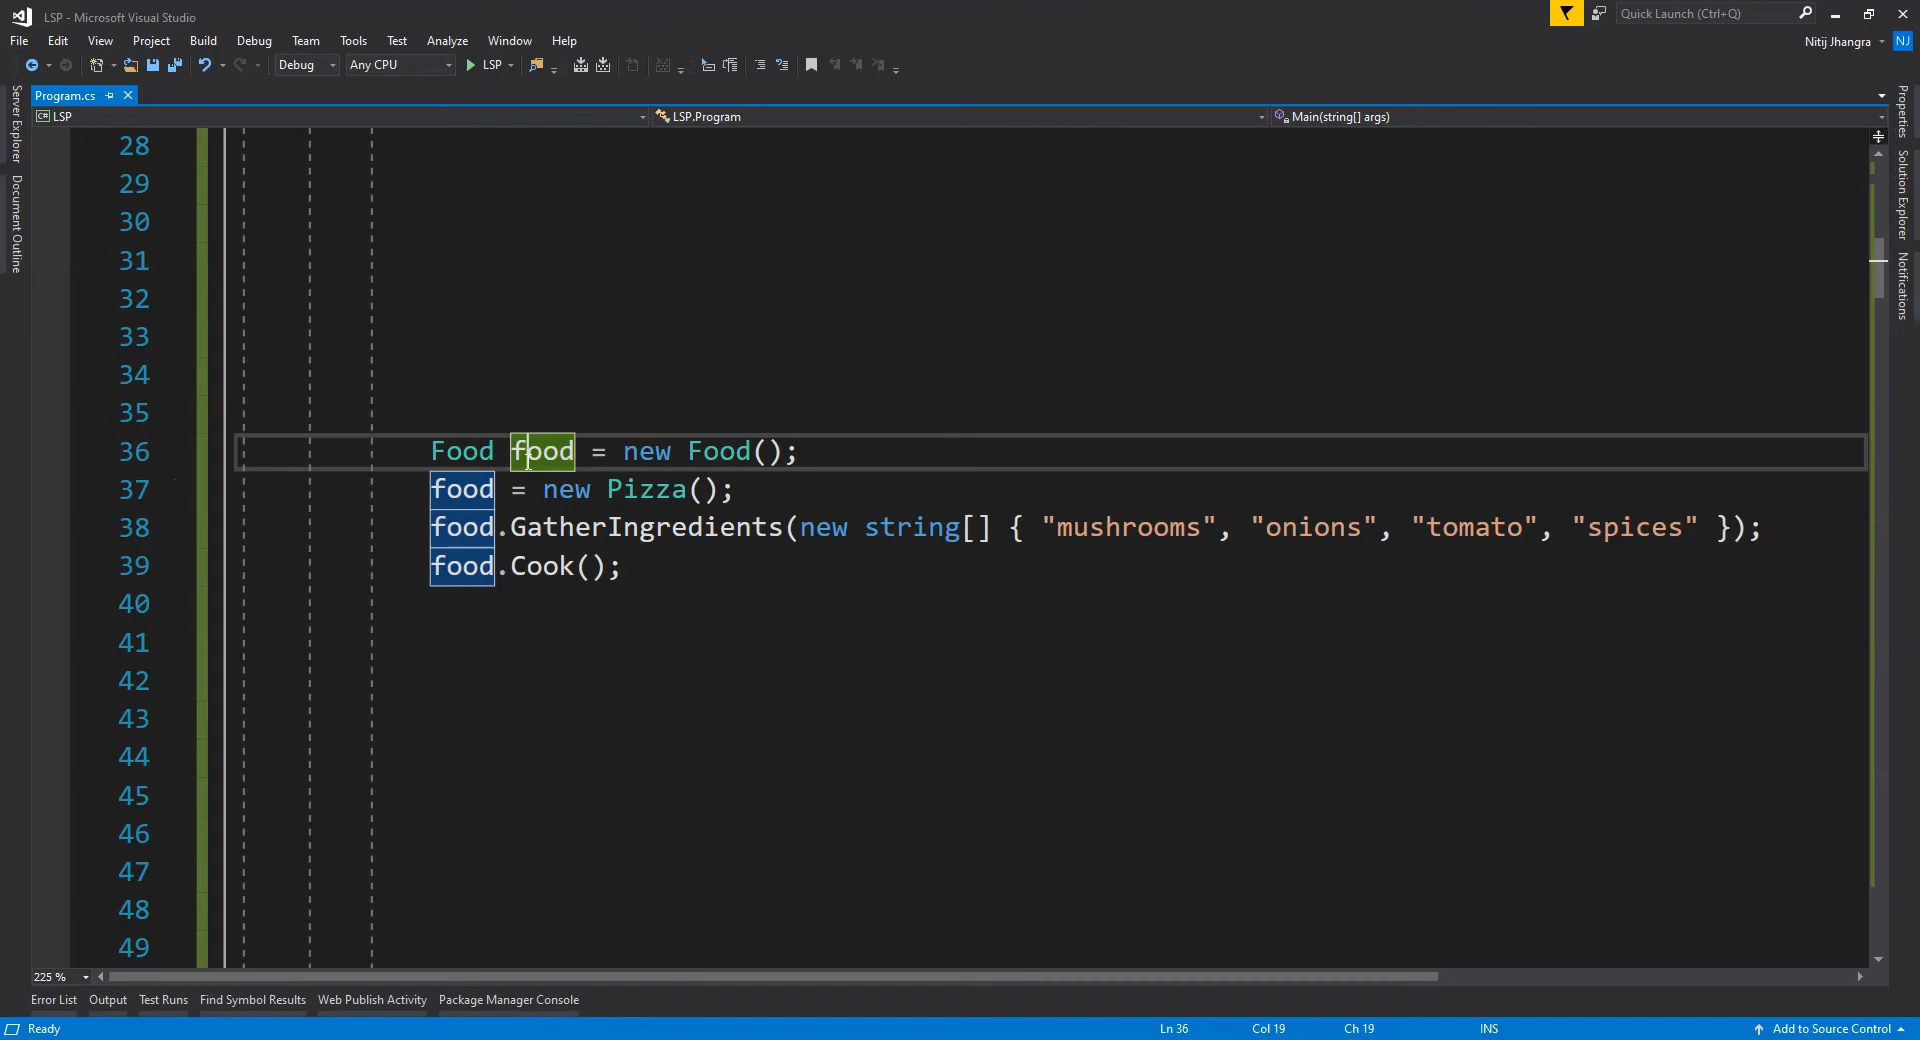 LSP - Microsoft Visual Studio
Quick Launch (Ctrl+Q)
File Edit View Project Build Debug Team Tools Test Analyze Window Help
Nitij Jhangra NJ
Debug Any CPU LSP
Program.cs
C# LSP LSP.Program Main(string[] args)
Server Explorer
Document Outline
Properties
Solution Explorer
Notifications
28
29
30
31
32
33
34
35
36 Food food = new Food();
37 food = new Pizza();
38 food.GatherIngredients(new string[] { "mushrooms", "onions", "tomato", "spices" });
39 food.Cook();
40
41
42
43
44
45
46
47
48
49
225 %
Error List Output Test Runs Find Symbol Results Web Publish Activity Package Manager Console
Ready Ln 36 Col 19 Ch 19 INS Add to Source Control